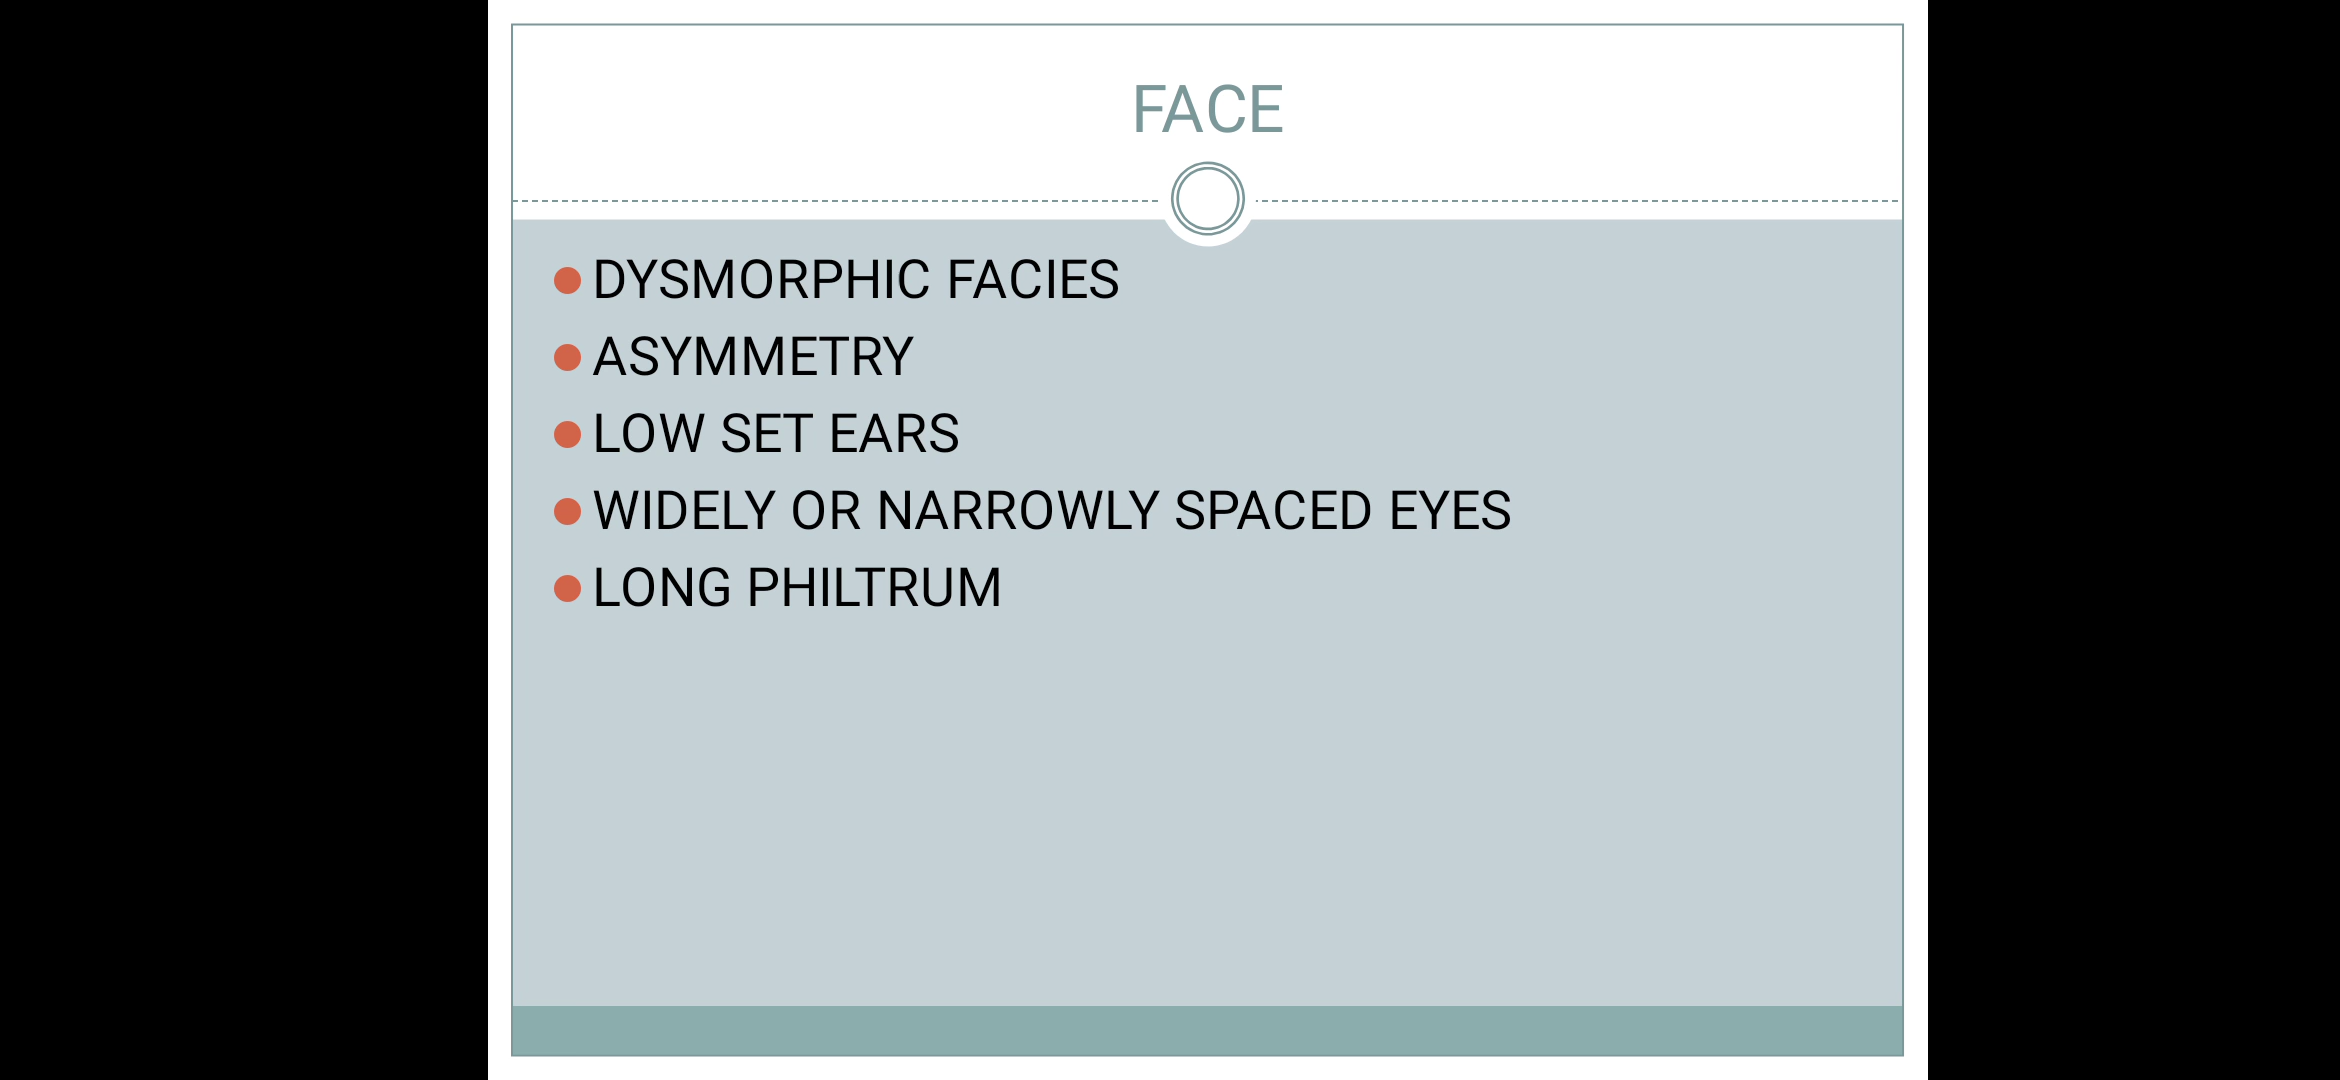 FACE
DYSMORPHIC FACIES
ASYMMETRY
LOW SET EARS
WIDELY OR NARROWLY SPACED EYES
LONG PHILTRUM